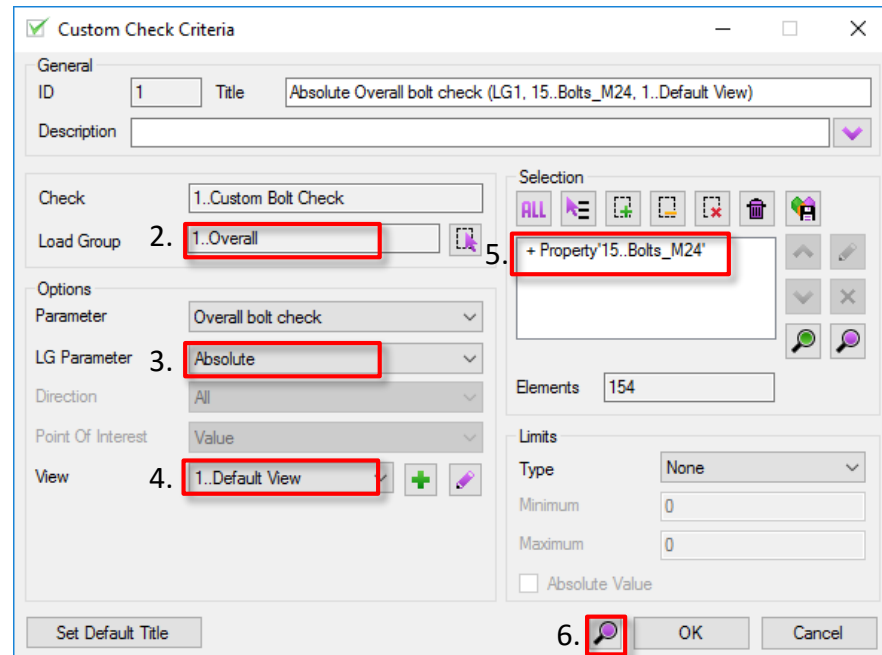 Custom Check Criteria
General
ID 1 Title Absolute Overall bolt check (LG1, 15..Bolts_M24, 1..Default View)
Description
Check 1..Custom Bolt Check
Load Group 2. 1..Overall
Options
Parameter Overall bolt check
LG Parameter 3. Absolute
Direction All
Point Of Interest Value
View 4. 1..Default View
Selection
ALL
5. + Property'15..Bolts_M24'
Elements 154
Limits
Type None
Minimum 0
Maximum 0
Absolute Value
Set Default Title 6. OK Cancel